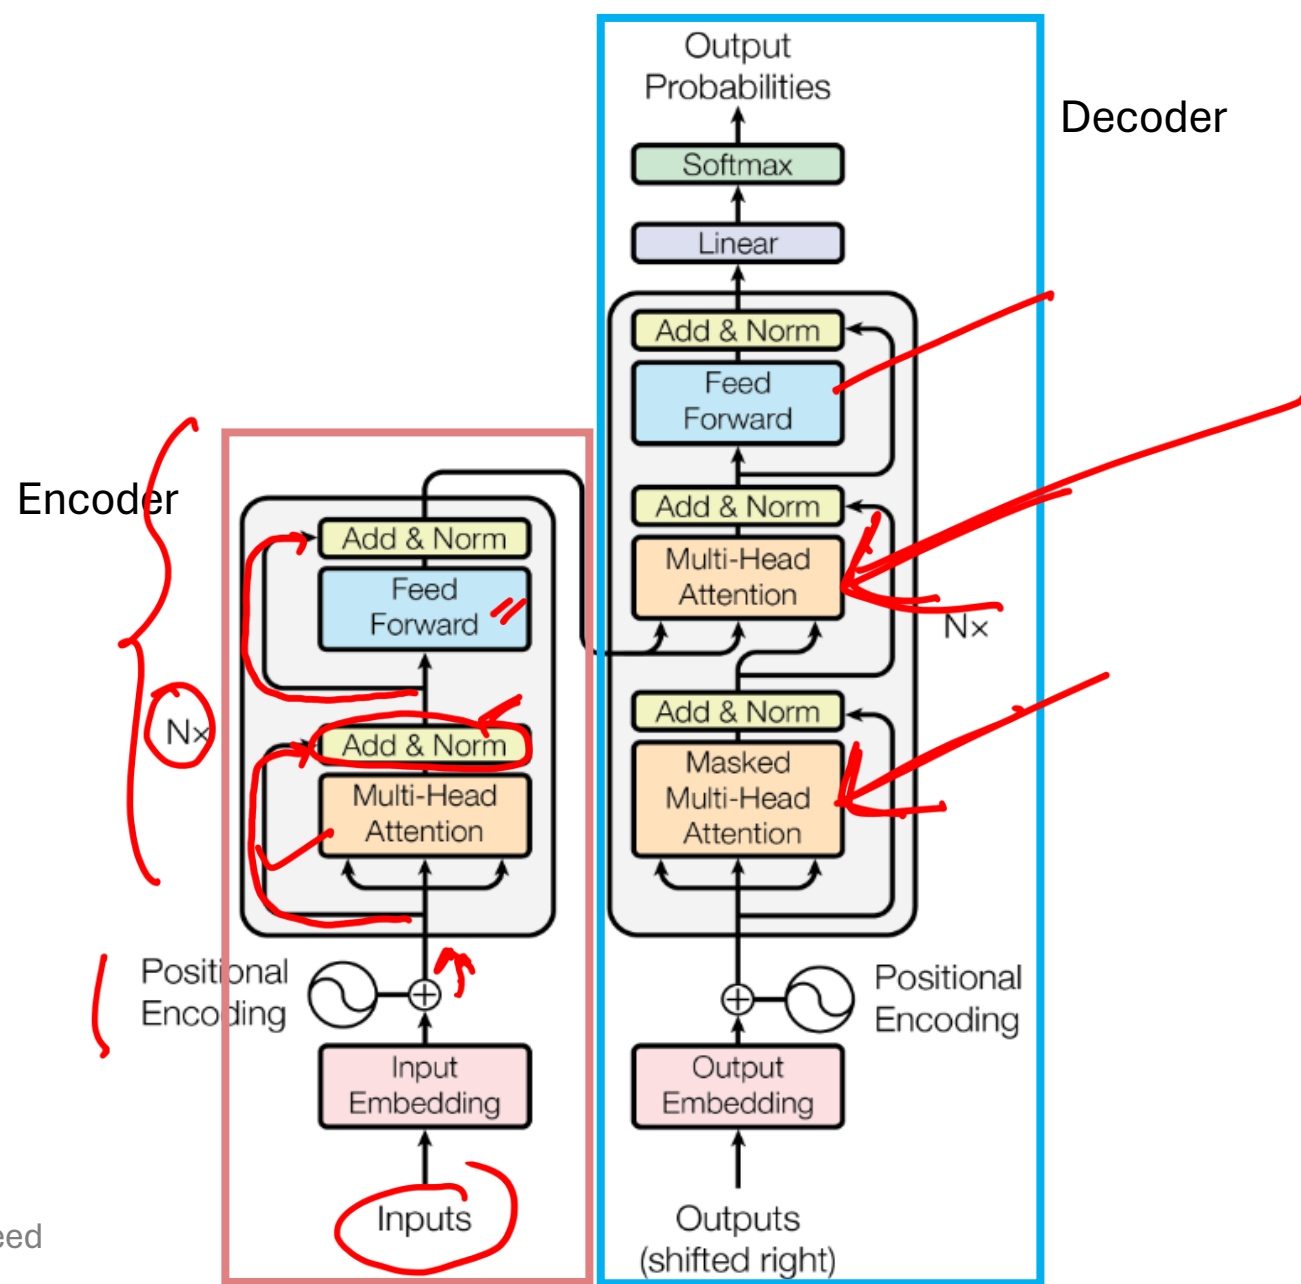 Output
Probabilities
Decoder
Softmax
Linear
Add & Norm
Feed
Forward
Add & Norm
Multi-Head
Attention
N×
Add & Norm
Masked
Multi-Head
Attention
Positional
Encoding
Output
Embedding
Outputs
(shifted right)
Encoder
Add & Norm
Feed
Forward
N×
Add & Norm
Multi-Head
Attention
Positional
Encoding
Input
Embedding
Inputs
eed